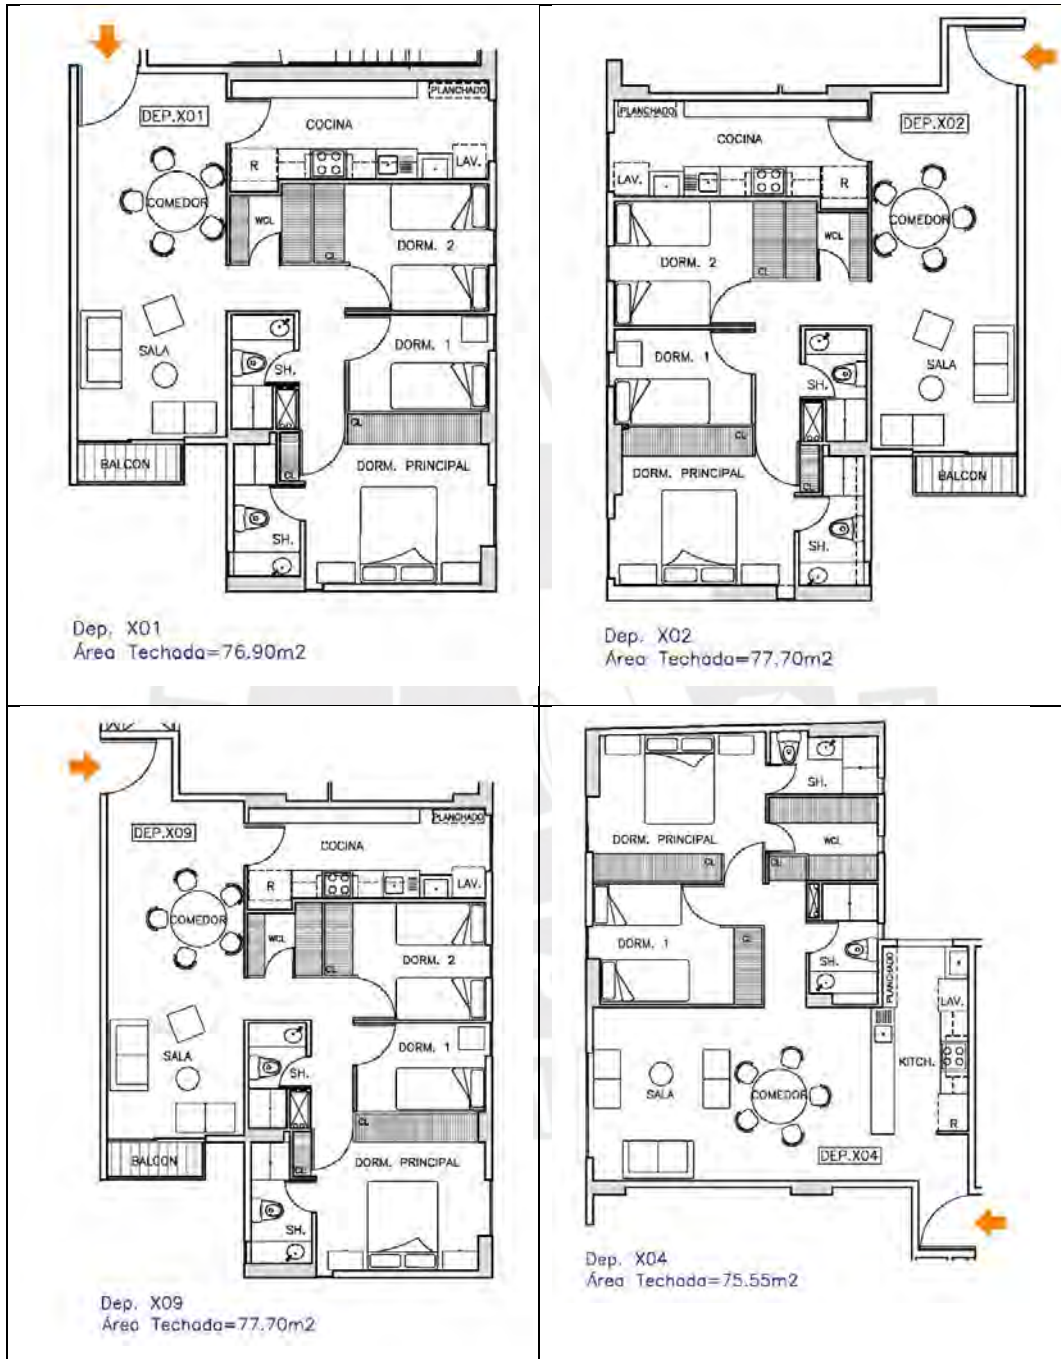 PLANCHADO
DEP.X01
COCINA
R
LAV.
COMEDOR
WCL
DORM. 2
CL
DORM. 1
SALA
SH.
CL
CL
DORM. PRINCIPAL
BALCON
SH.
Dep. X01
Área Techada=76.90m2
PLANCHADO
DEP.X02
COCINA
LAV.
R
COMEDOR
WCL
DORM. 2
CL
DORM. 1
SALA
SH.
CL
DORM. PRINCIPAL
CL
BALCON
SH.
Dep. X02
Área Techada=77.70m2
PLANCHADO
DEP.X09
COCINA
R
LAV.
COMEDOR
WCL
DORM. 2
CL
DORM. 1
SALA
SH.
CL
CL
BALCON
DORM. PRINCIPAL
SH.
Dep. X09
Área Techada=77.70m2
SH.
DORM. PRINCIPAL
WCL
CL
CL
DORM. 1
CL
SH.
PLANCHADO
LAV.
KITCH.
SALA
COMEDOR
R
DEP.X04
Dep. X04
Área Techada=75.55m2